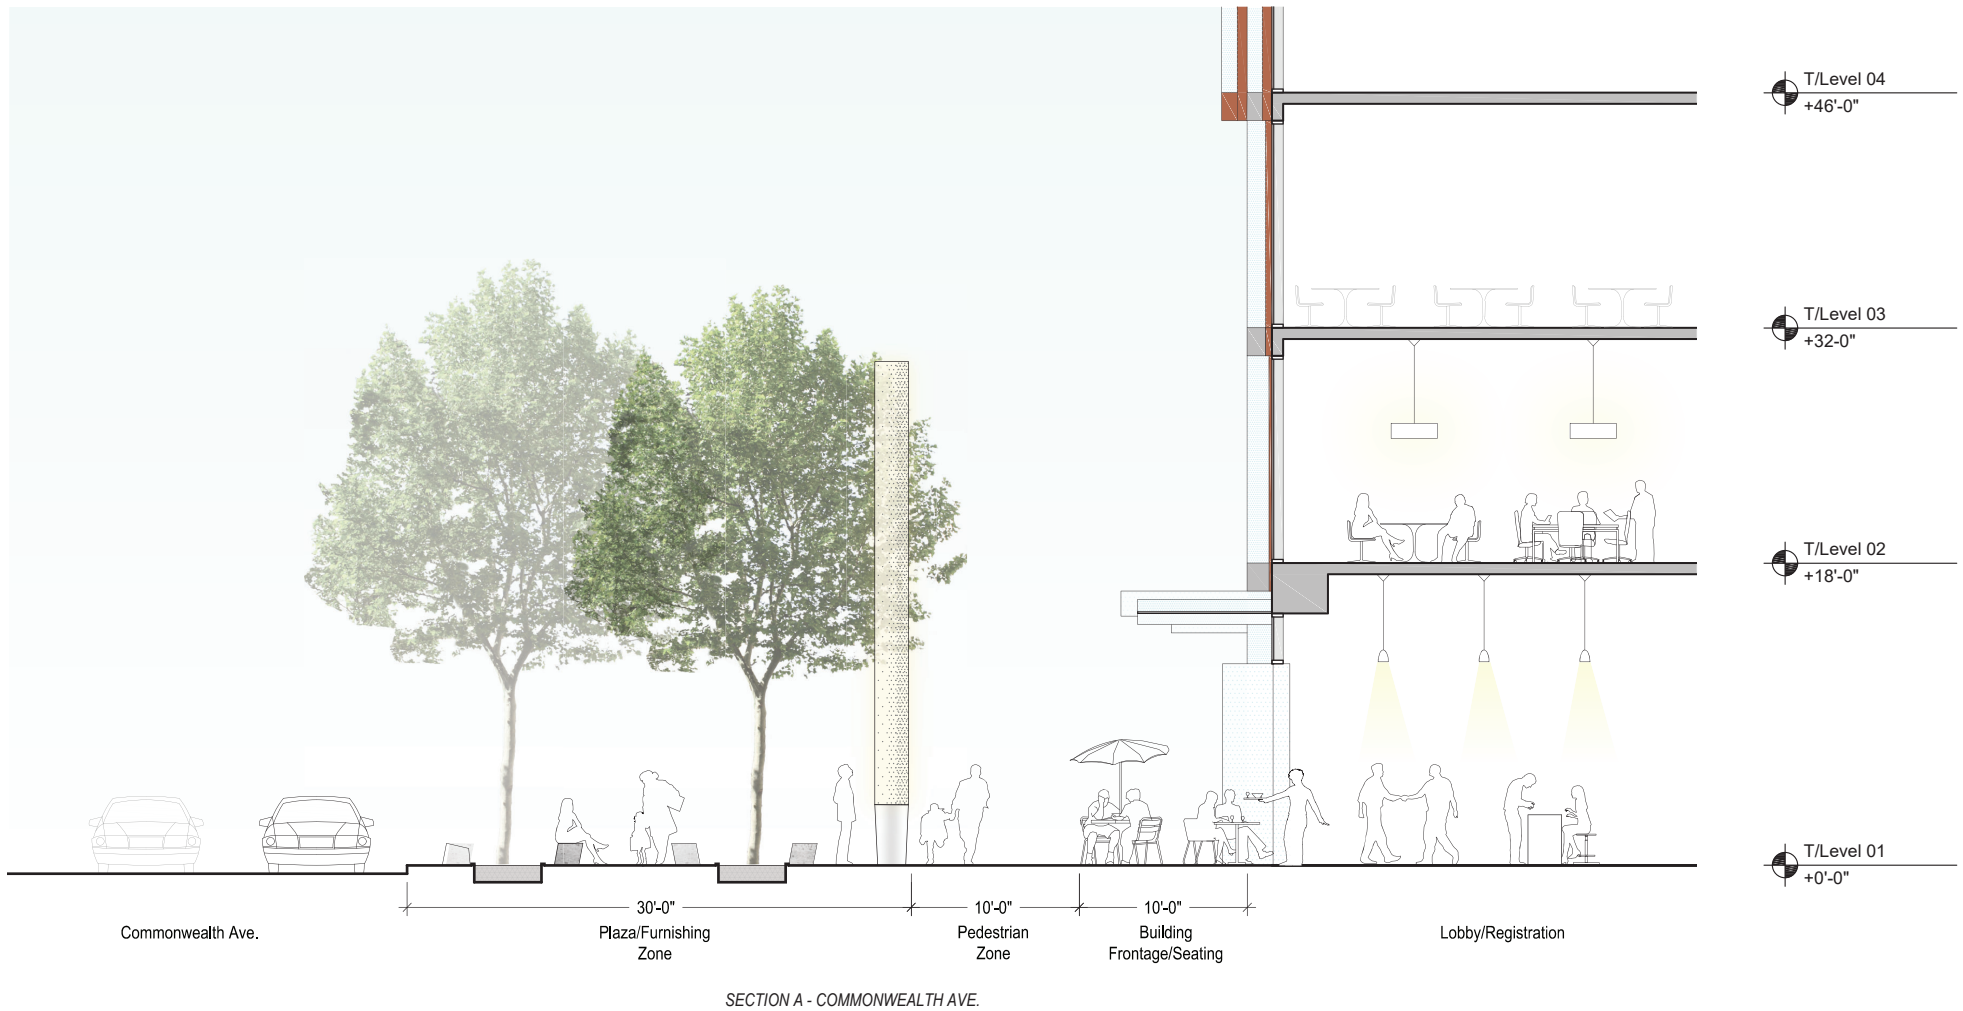 T/Level 04
+46'-0"
T/Level 03
+32-0"
T/Level 02
+18'-0"
T/Level 01
+0'-0"
30'-0"
10'-0"
10'-0"
Commonwealth Ave.
Plaza/Furnishing
Zone
Pedestrian
Zone
Building
Frontage/Seating
Lobby/Registration
SECTION A - COMMONWEALTH AVE.